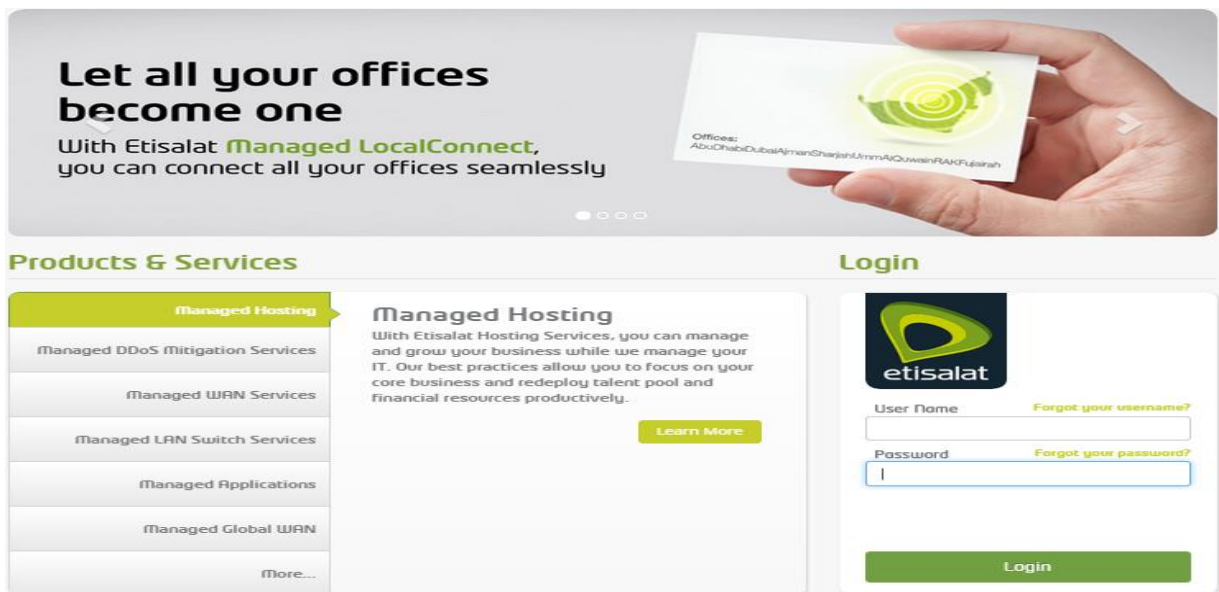 Let all your offices
become one
With Etisalat Managed LocalConnect,
you can connect all your offices seamlessly
Offices:
AbuDhabiDubaiAjmanSharjahUmmAlQuwainRAKFujairah
Products & Services
Managed Hosting
Managed DDoS Mitigation Services
Managed WAN Services
Managed LAN Switch Services
Managed Applications
Managed Global WAN
More...
Managed Hosting
With Etisalat Hosting Services, you can manage
and grow your business while we manage your
IT. Our best practices allow you to focus on your
core business and redeploy talent pool and
financial resources productively.
Learn More
Login
etisalat
User Name Forgot your username?
Password Forgot your password?
Login